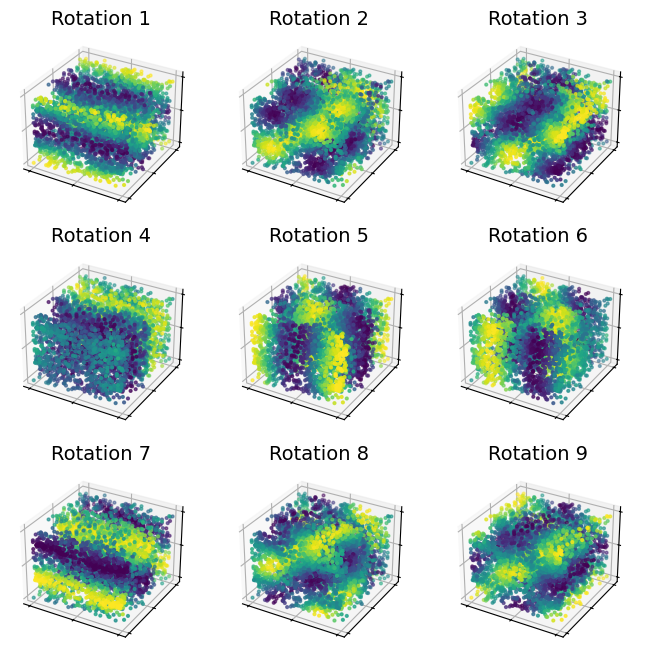 Rotation 1
Rotation 2
Rotation 3
Rotation 4
Rotation 5
Rotation 6
Rotation 7
Rotation 8
Rotation 9